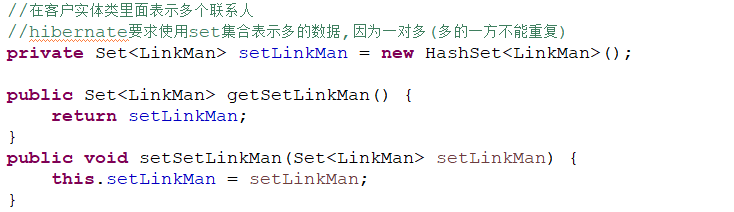 //在客户实体类里面表示多个联系人
//hibernate要求使用set集合表示多的数据,因为一对多(多的一方不能重复)
private Set<LinkMan> setLinkMan = new HashSet<LinkMan>();
public Set<LinkMan> getSetLinkMan() {
return setLinkMan;
}
public void setSetLinkMan(Set<LinkMan> setLinkMan) {
this.setLinkMan = setLinkMan;
}